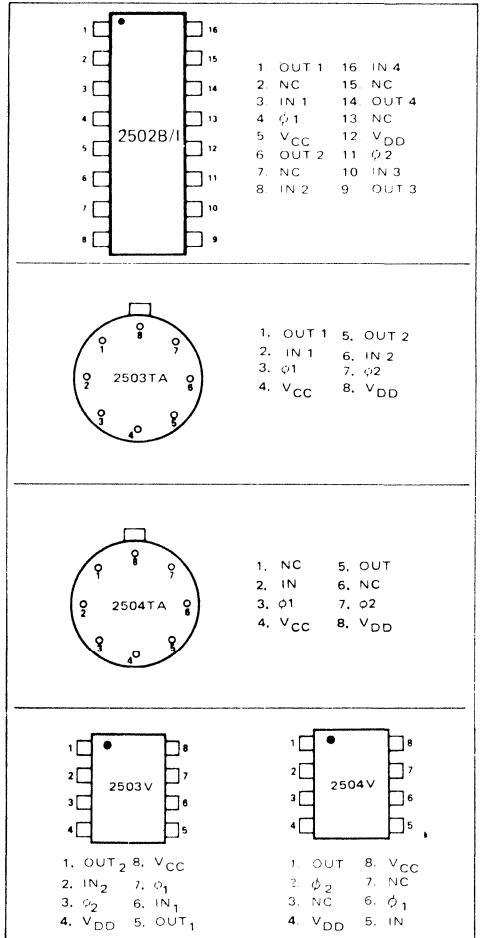 1 16
2 15
3 14
4 13
5 12
6 11
7 10
8 9
2502B/I
1. OUT 1 16. IN 4
2. NC 15. NC
3. IN 1 14. OUT 4
4 φ1 13 NC
5 VCC 12. VDD
6 OUT 2 11 φ2
7. NC 10 IN 3
8. IN 2 9. OUT 3
8
1 7
2 2503TA 6
3 5
4
1. OUT 1 5. OUT 2
2. IN 1 6. IN 2
3. φ1 7. φ2
4. VCC 8. VDD
8
1 7
2 2504TA 6
3 5
4
1. NC 5. OUT
2. IN 6. NC
3. φ1 7. φ2
4. VCC 8. VDD
1 8
2 7
2503V
3 6
4 5
1. OUT2 8. VCC
2. IN2 7. φ1
3. φ2 6. IN1
4. VDD 5. OUT1
1 8
2 7
2504V
3 6
4 5
1. OUT 8. VCC
2. φ2 7. NC
3. NC 6. φ1
4. VDD 5. IN